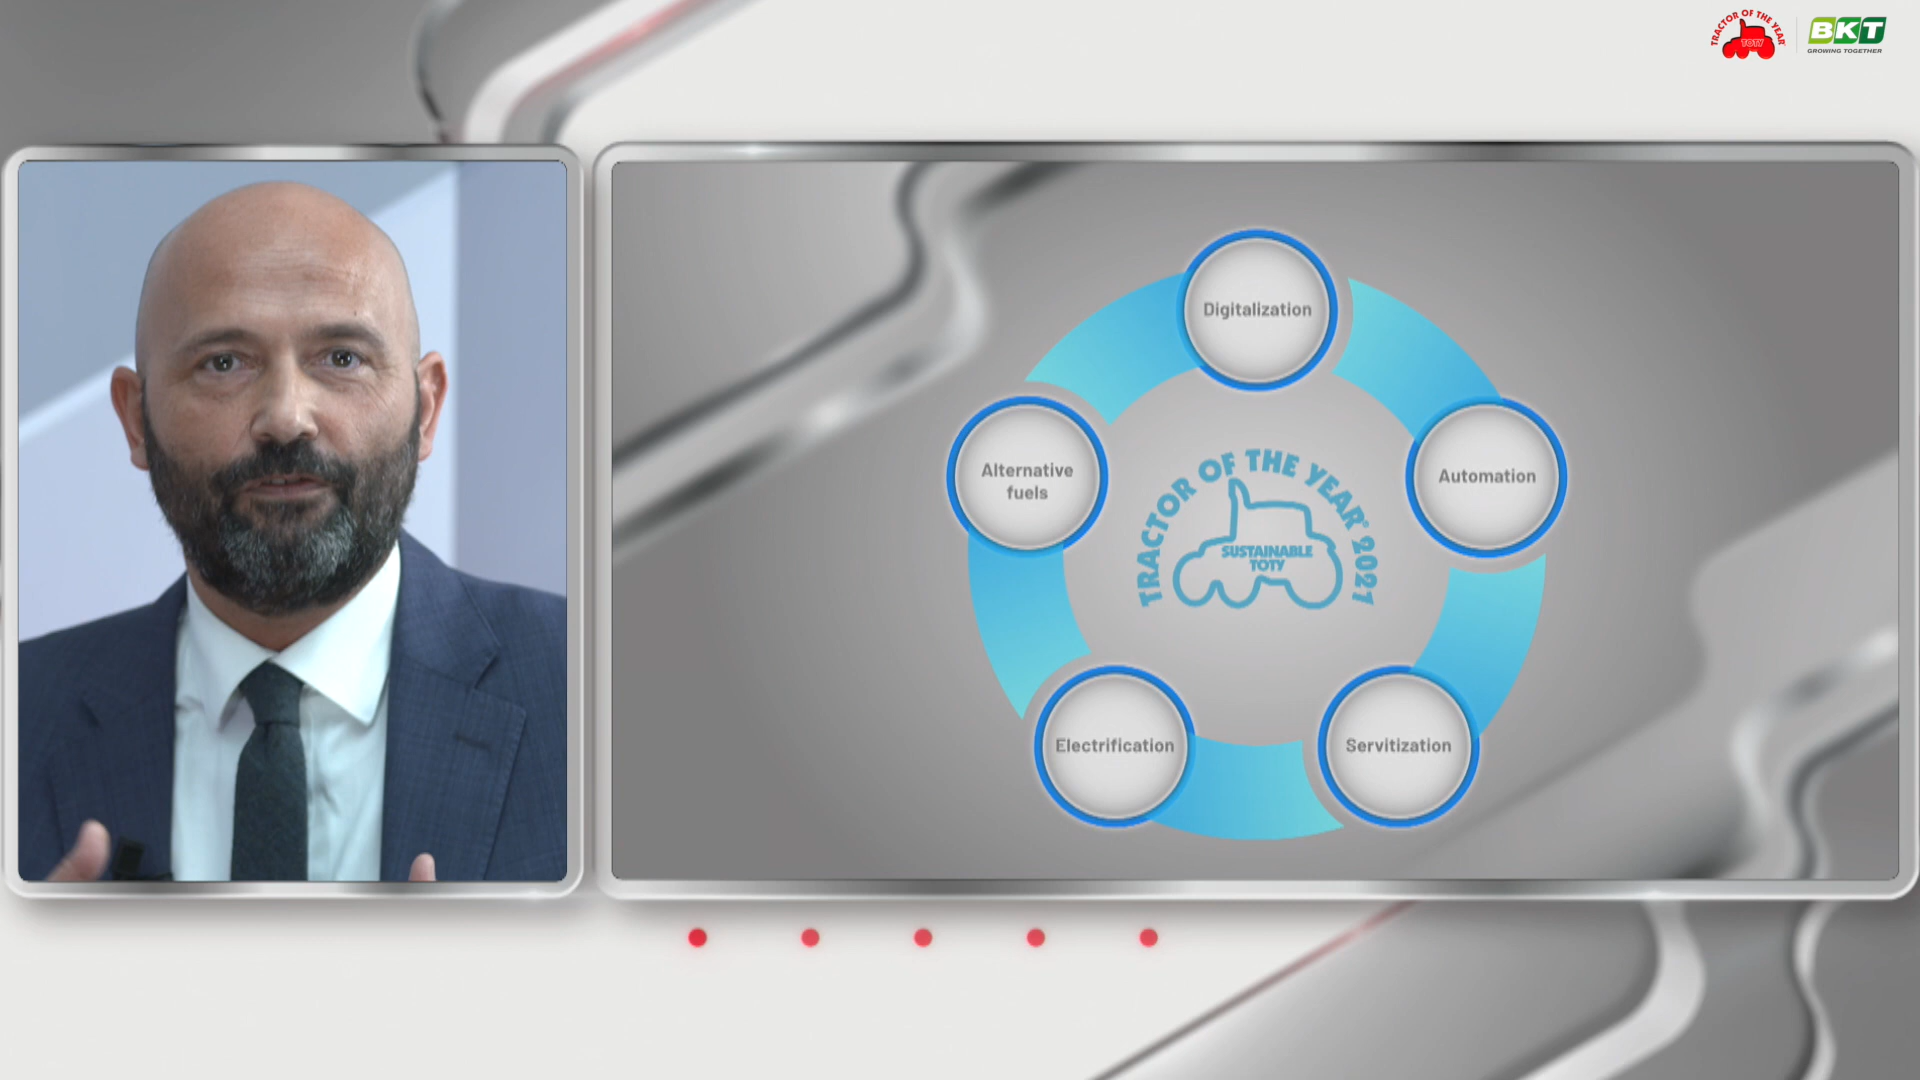 TRACTOR OF THE YEAR
TOTY
BKT
GROWING TOGETHER
Digitalization
Alternative
fuels
Automation
TRACTOR OF THE YEAR® 2021
SUSTAINABLE
TOTY
Electrification
Servitization